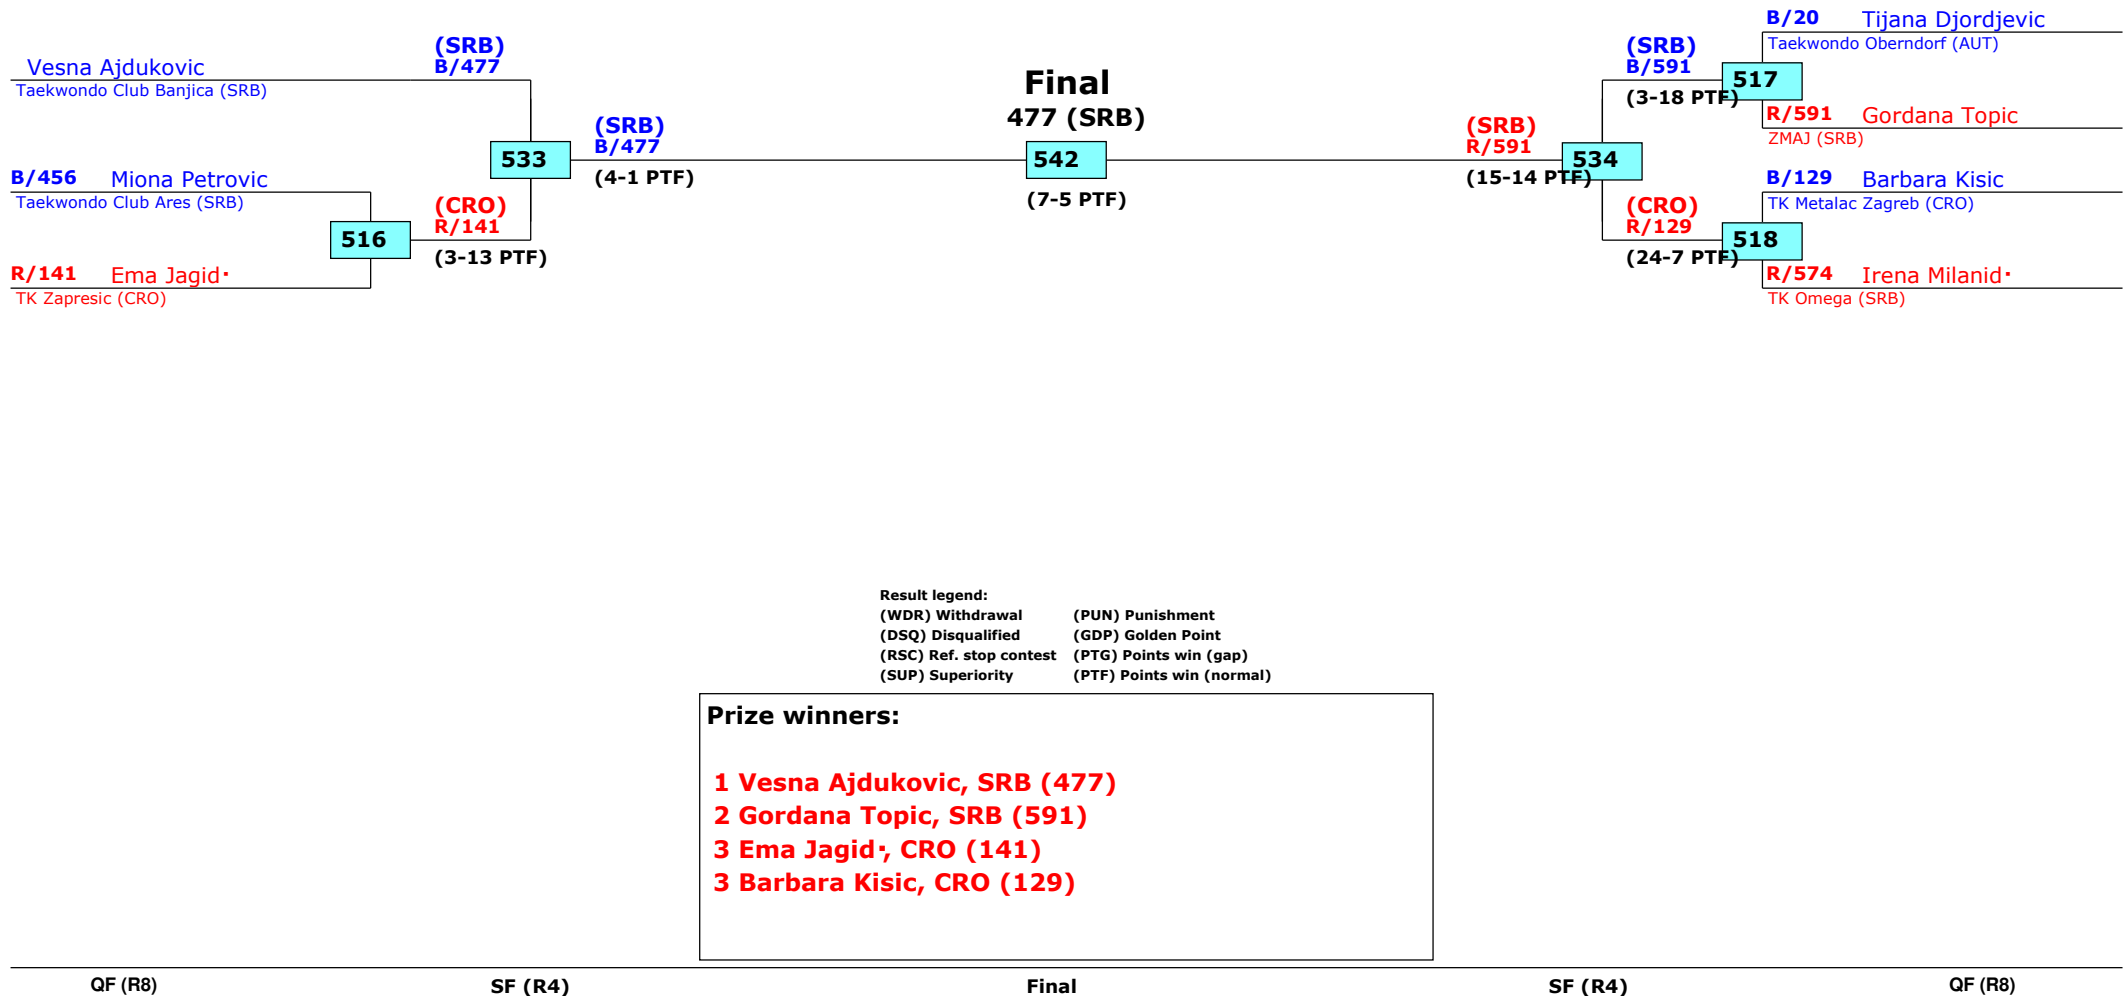 Vesna Ajdukovic
Taekwondo Club Banjica (SRB)
(SRB)
B/477
B/456 Miona Petrovic
Taekwondo Club Ares (SRB)
R/141 Ema Jagid·
TK Zapresic (CRO)
516
(CRO)
R/141
(3-13 PTF)
533
(SRB)
B/477
(4-1 PTF)
Final
477 (SRB)
542
(7-5 PTF)
(SRB)
R/591
(15-14 PTF)
534
(SRB)
B/591
(3-18 PTF)
517
B/20 Tijana Djordjevic
Taekwondo Oberndorf (AUT)
R/591 Gordana Topic
ZMAJ (SRB)
(CRO)
R/129
(24-7 PTF)
518
B/129 Barbara Kisic
TK Metalac Zagreb (CRO)
R/574 Irena Milanid·
TK Omega (SRB)
Result legend:
(WDR) Withdrawal (PUN) Punishment
(DSQ) Disqualified (GDP) Golden Point
(RSC) Ref. stop contest (PTG) Points win (gap)
(SUP) Superiority (PTF) Points win (normal)
Prize winners:
1 Vesna Ajdukovic, SRB (477)
2 Gordana Topic, SRB (591)
3 Ema Jagid·, CRO (141)
3 Barbara Kisic, CRO (129)
QF (R8) SF (R4) Final SF (R4) QF (R8)